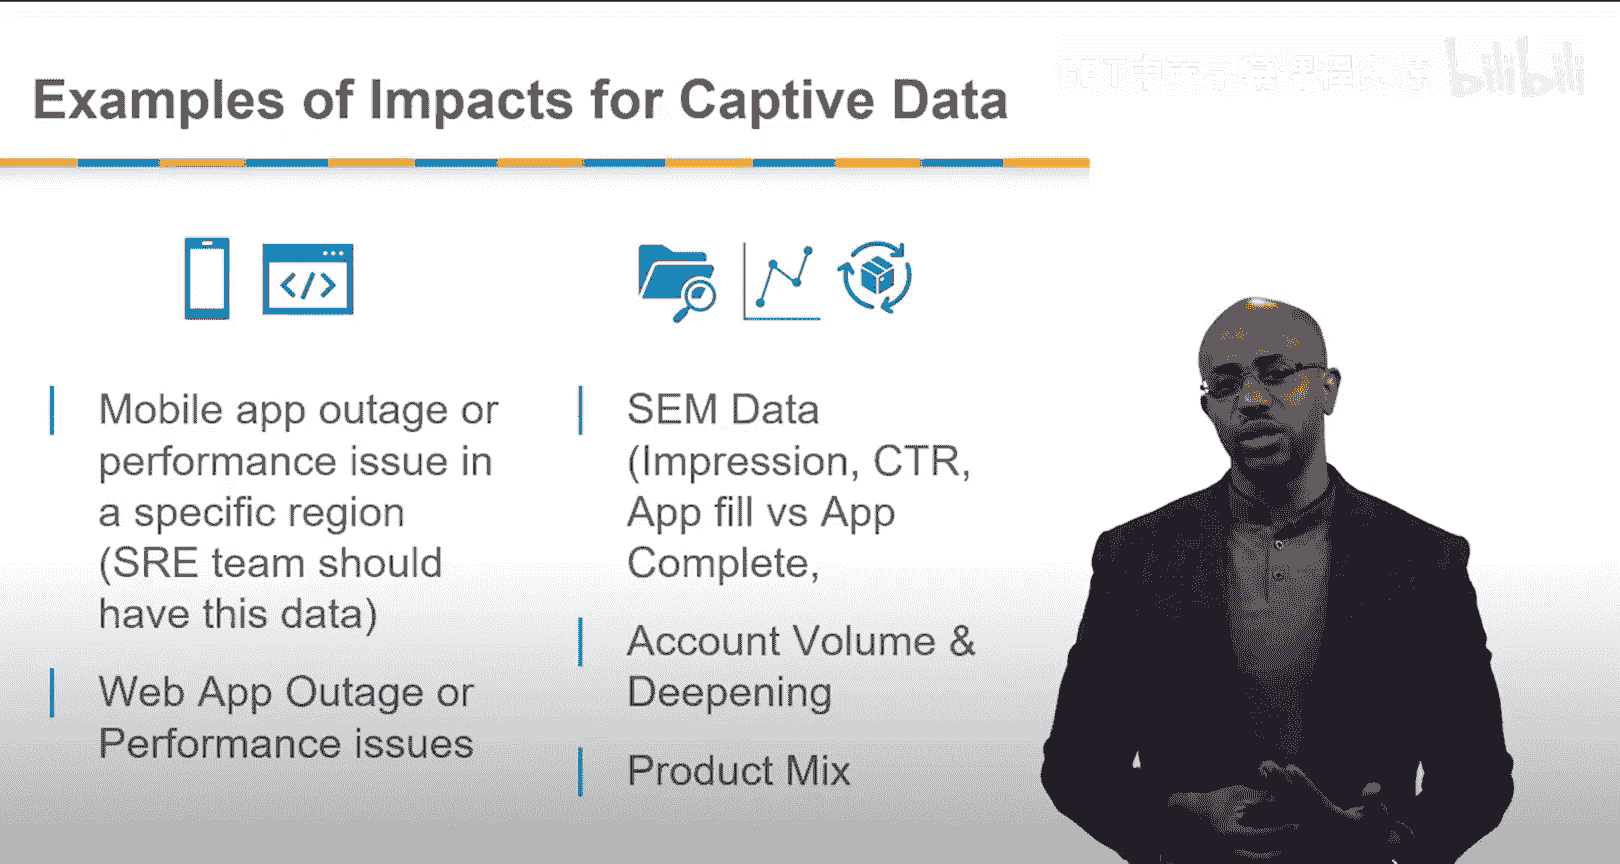 Examples of Impacts for Captive Data
bilibili
</>
Mobile app outage or
performance issue in
a specific region
(SRE team should
have this data)
Web App Outage or
Performance issues
SEM Data
(Impression, CTR,
App fill vs App
Complete,
Account Volume &
Deepening
Product Mix